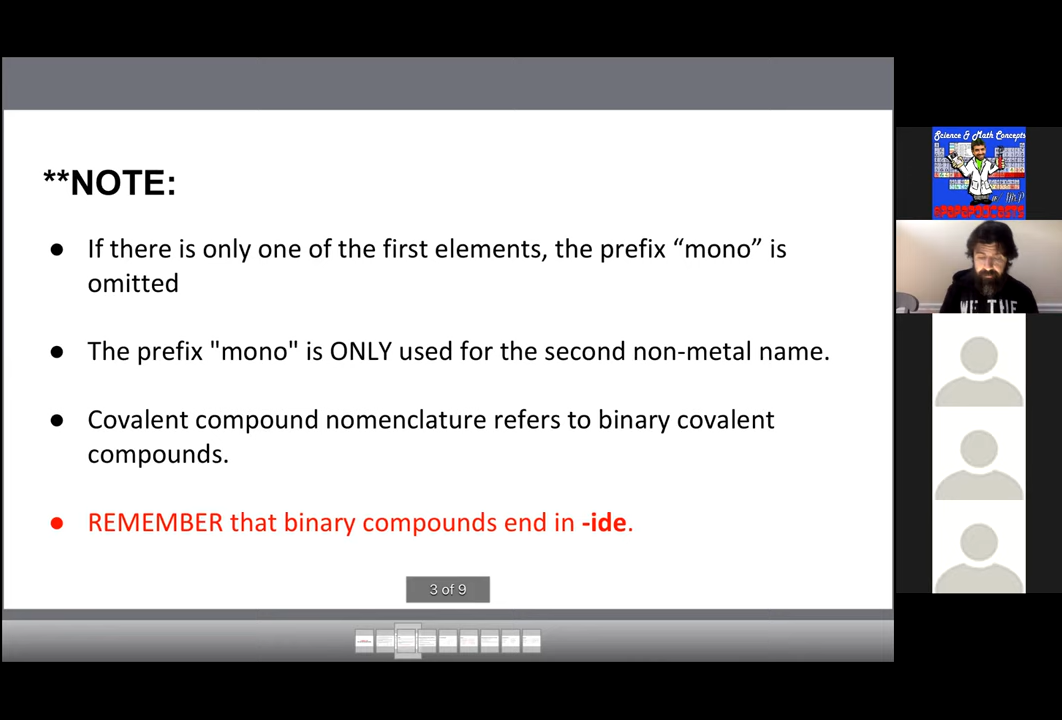 **NOTE:
● If there is only one of the first elements, the prefix “mono” is
omitted
● The prefix "mono" is ONLY used for the second non-metal name.
● Covalent compound nomenclature refers to binary covalent
compounds.
● REMEMBER that binary compounds end in -ide.
3 of 9
Science & Math Concepts
WE THE